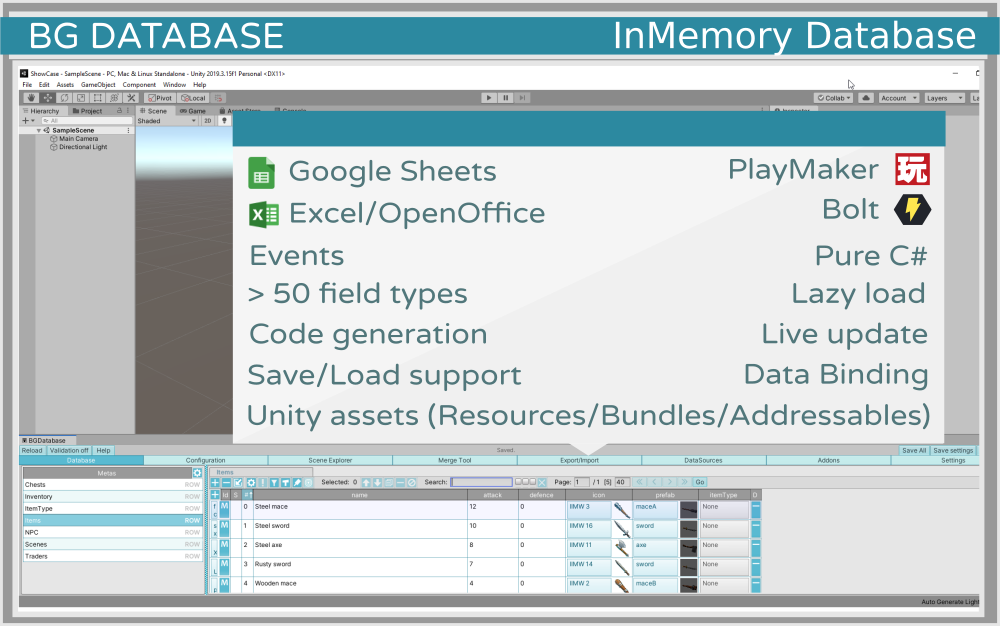 BG DATABASE
InMemory Database
ShowCase - SampleScene - PC, Mac & Linux Standalone - Unity 2019.3.15f1 Personal <DX11>
File Edit Assets GameObject Component Window Help
Pivot Local Collab Account Layers
Hierarchy Project Scene Game
All Shaded 2D
SampleScene
Main Camera
Directional Light
Google Sheets
PlayMaker 玩
Excel/OpenOffice
Bolt
Events
Pure C#
> 50 field types
Lazy load
Code generation
Live update
Save/Load support
Data Binding
Unity assets (Resources/Bundles/Addressables)
BGDatabase
Reload Validation off Help Saved. Save All Save settings
Database Configuration Scene Explorer Merge Tool Export/Import DataSources Addons Settings
Metas
Chests ROW
Inventory ROW
ItemType ROW
Items ROW
NPC ROW
Scenes ROW
Traders ROW
Items
Selected: 0 Search: Page: 1 / 1 [5] 40 Go
Id S # name attack defence icon prefab itemType D
M 0 Steel mace 12 0 IIMW 3 maceA None
M 1 Steel sword 10 0 IIMW 16 sword None
M 2 Steel axe 8 0 IIMW 11 axe None
M 3 Rusty sword 7 0 IIMW 14 sword None
M 4 Wooden mace 4 0 IIMW 2 maceB None
Auto Generate Light